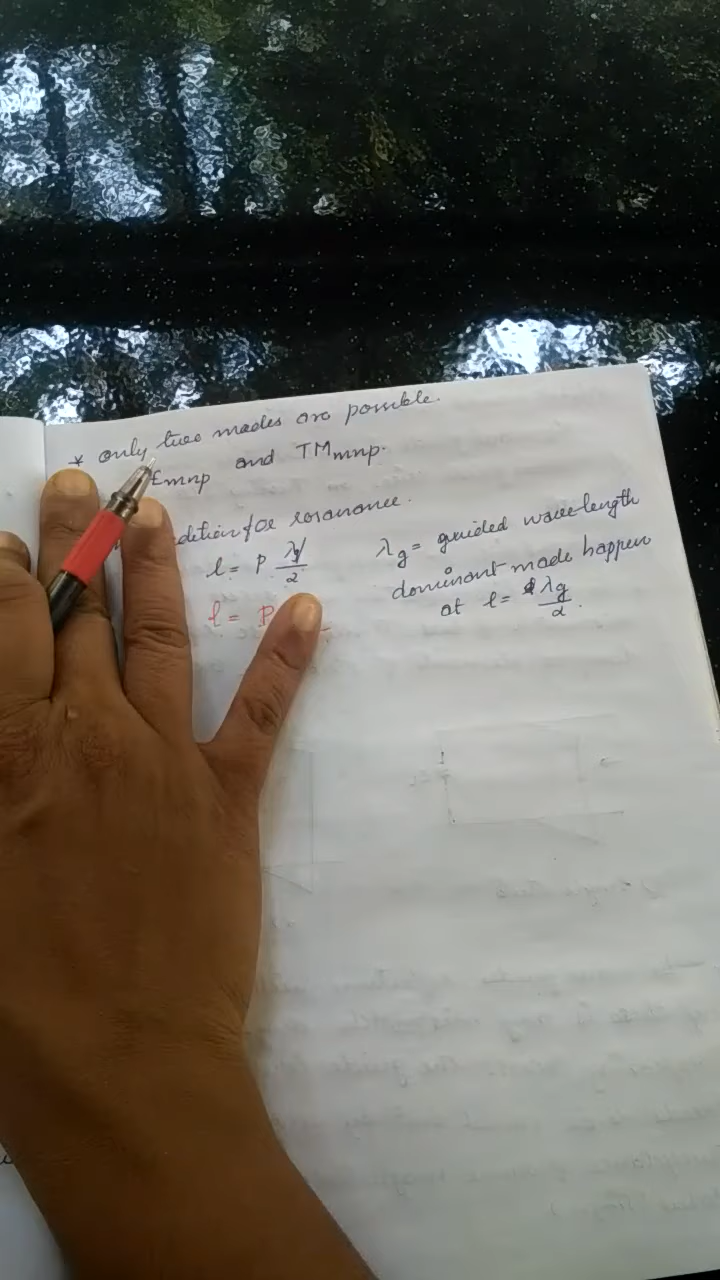 * only two modes are possible.
Emnp and TMmnp.
dition for resonance.
l = P λg/2
l = P
λg = guided wavelength
dominant mode happen
at l = λg/2.